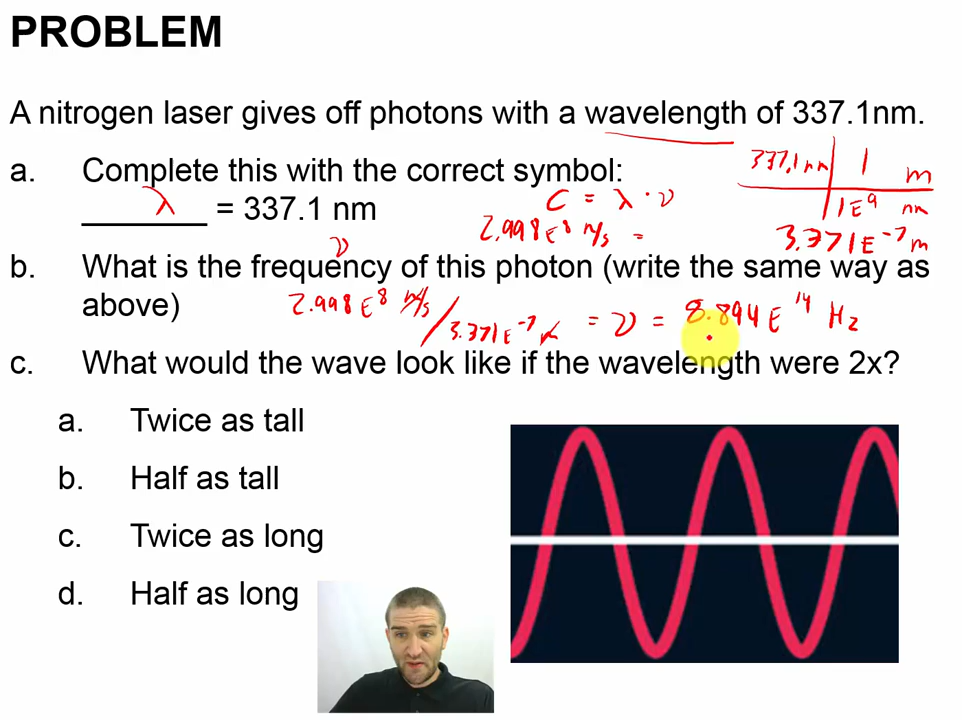 PROBLEM
A nitrogen laser gives off photons with a wavelength of 337.1nm.
a. Complete this with the correct symbol:
λ = 337.1 nm
337.1 nm | 1 m
1E9 nm
3.371E-7 m
C = λ · ν
2.998E8 m/s =
ν
b. What is the frequency of this photon (write the same way as
above)
2.998E8 m/s / 3.371E-7 m = ν = 8.894E14 Hz
c. What would the wave look like if the wavelength were 2x?
a. Twice as tall
b. Half as tall
c. Twice as long
d. Half as long